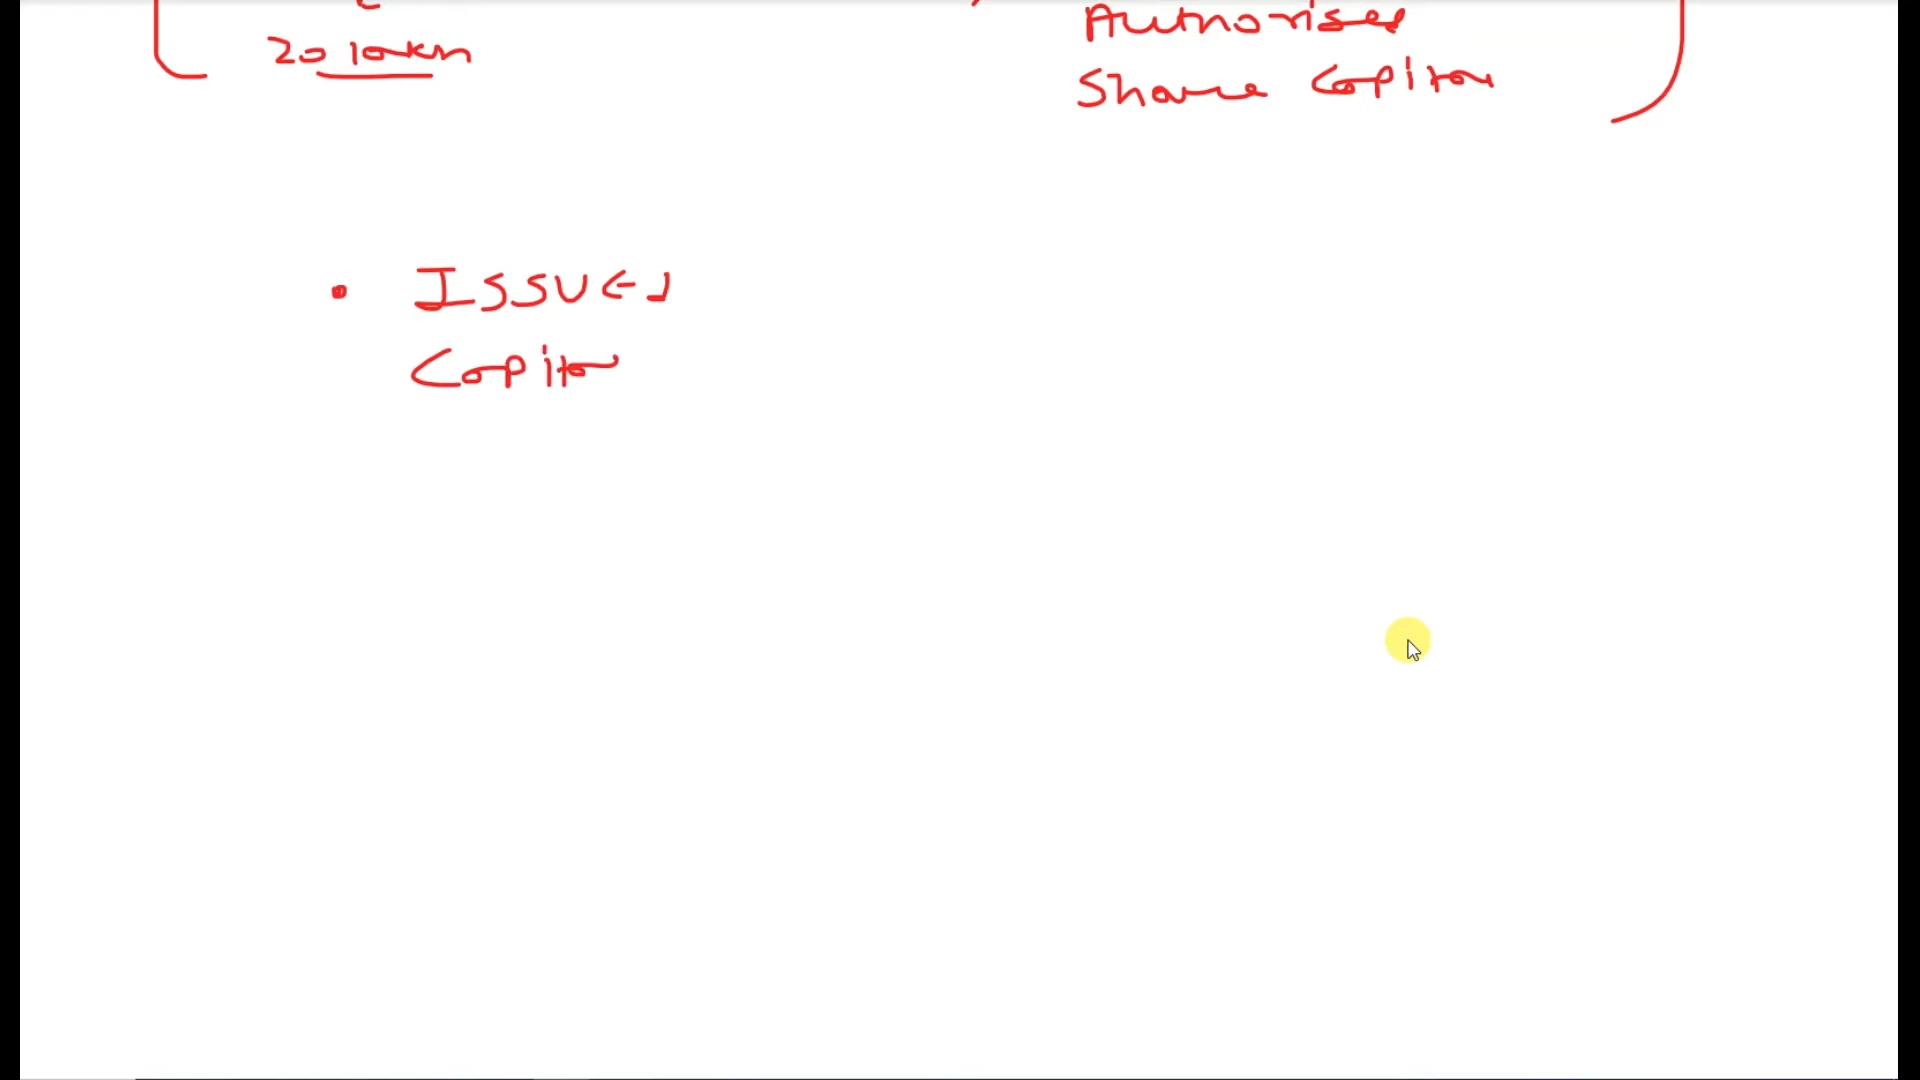 20 lakh
Authorised
Share Capital
• Issued
Capital